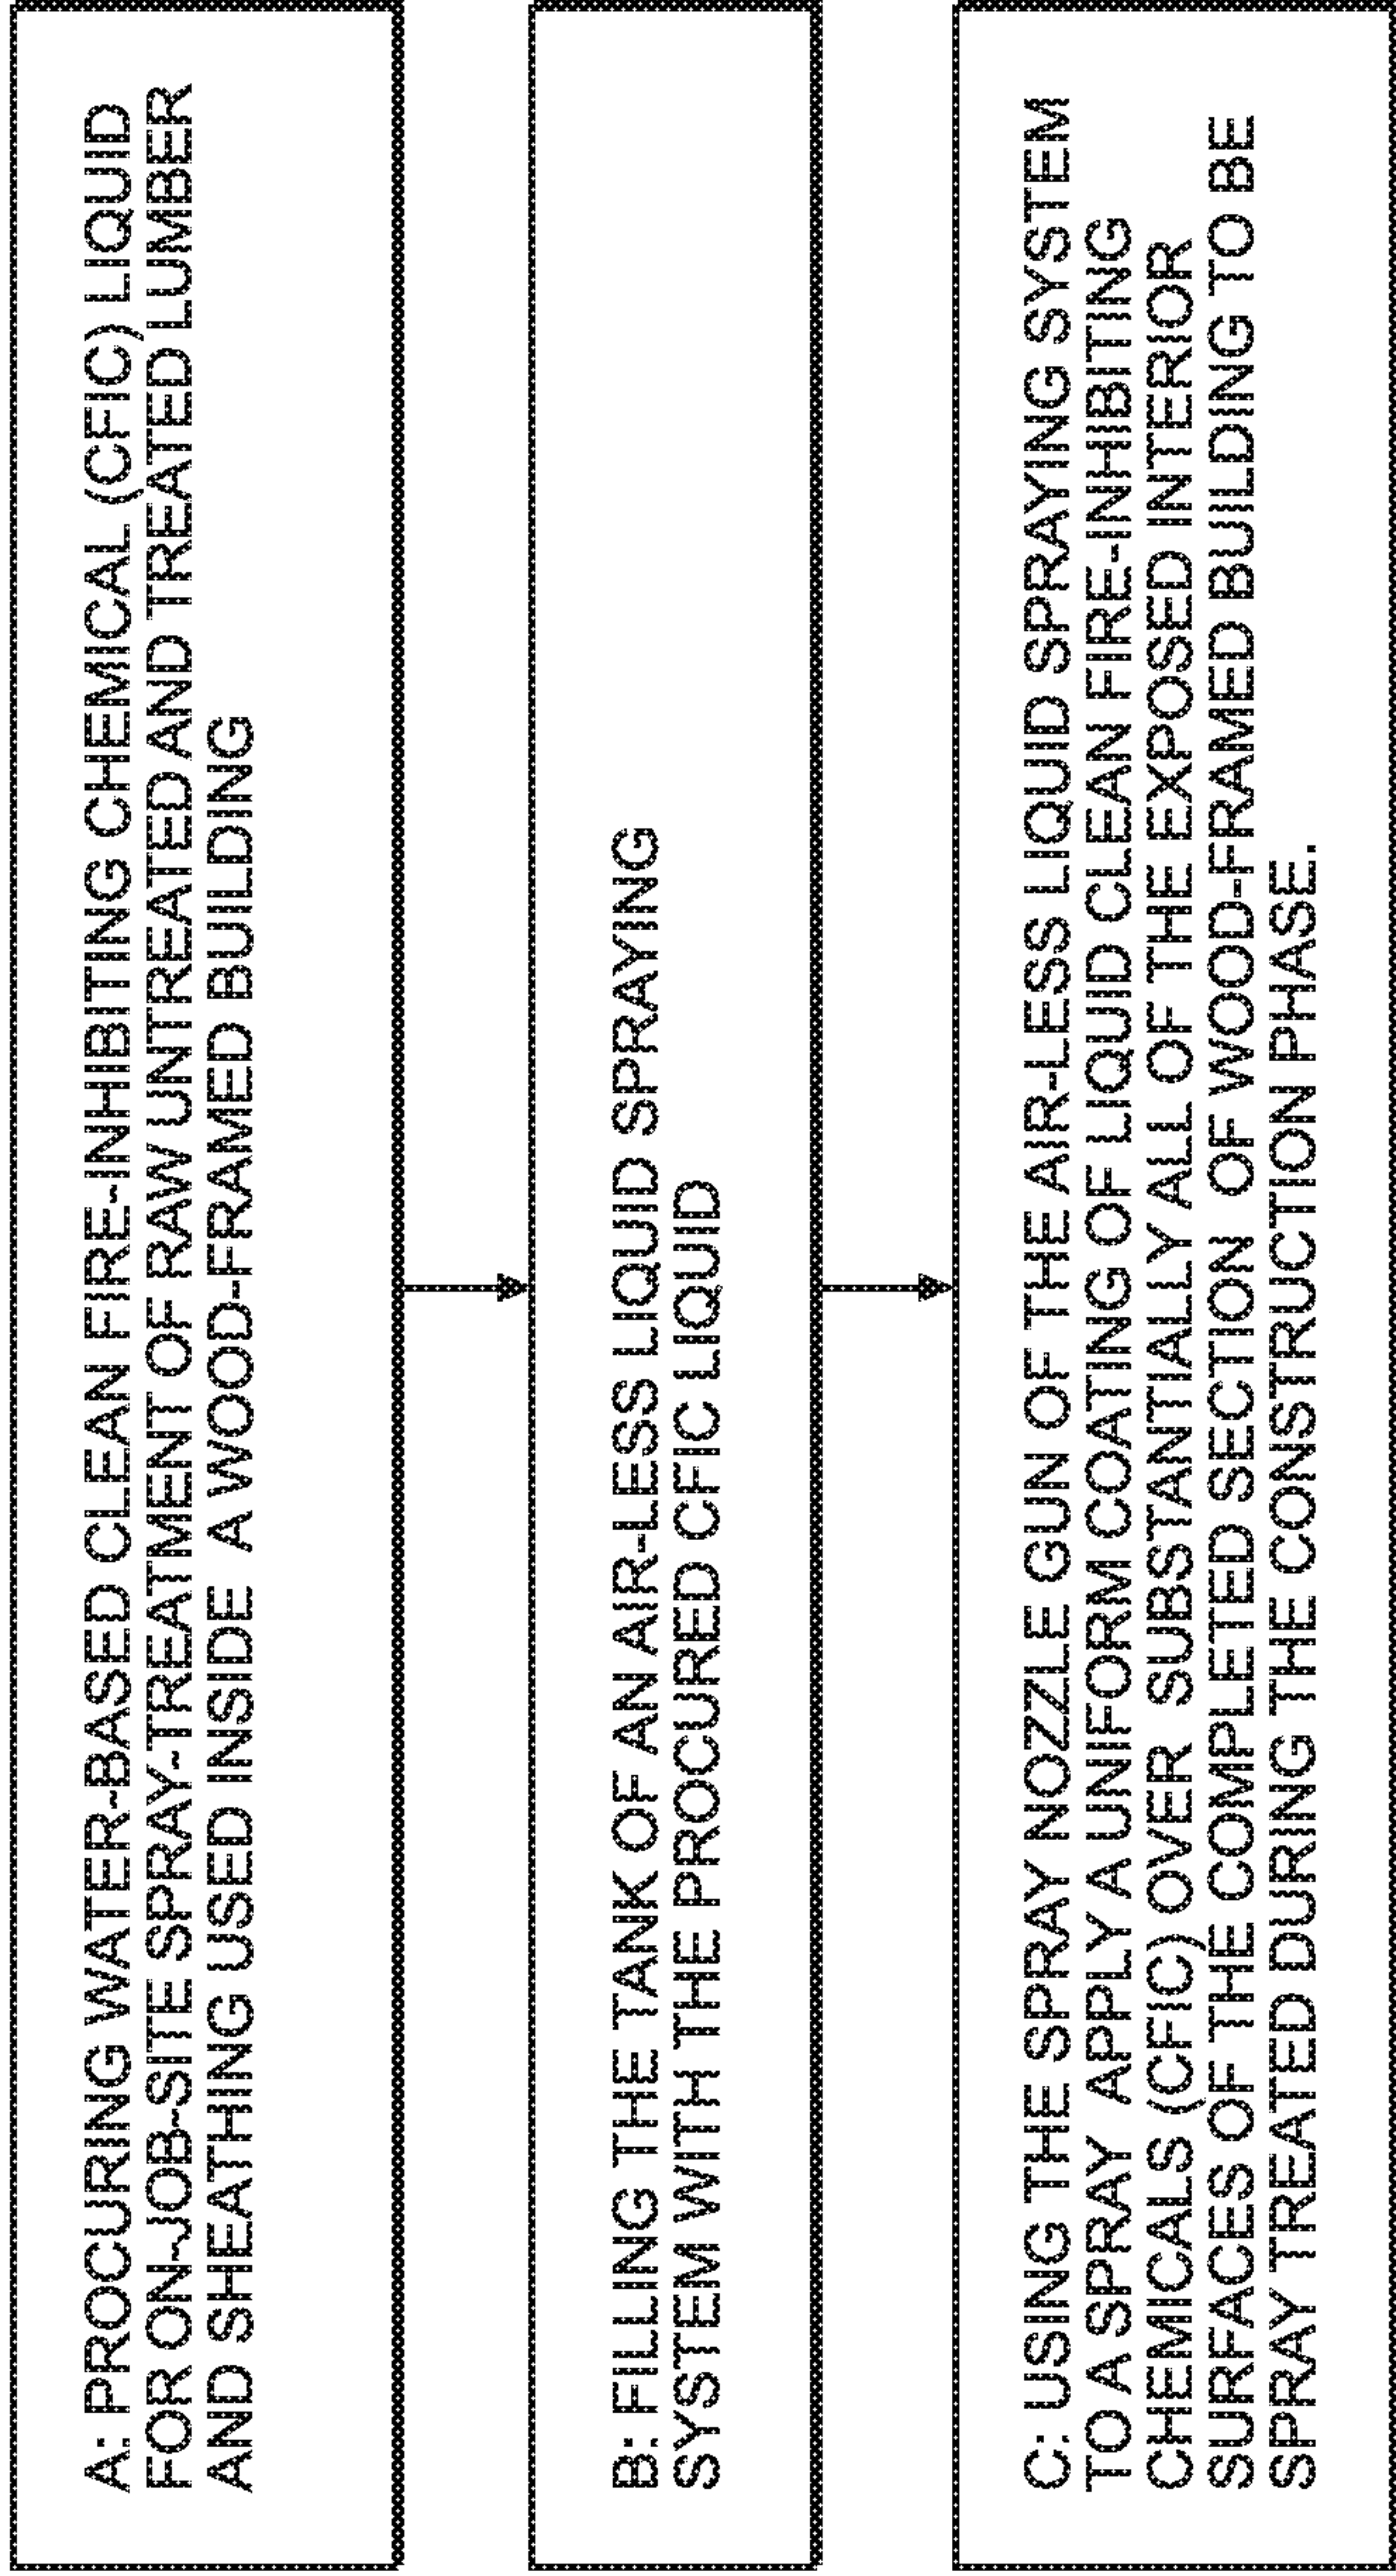 A: PROCURING WATER-BASED CLEAN FIRE-INHIBITING CHEMICAL (CFIC) LIQUID
FOR ON-JOB-SITE SPRAY-TREATMENT OF RAW UNTREATED AND TREATED LUMBER
AND SHEATHING USED INSIDE A WOOD-FRAMED BUILDING
B: FILLING THE TANK OF AN AIR-LESS LIQUID SPRAYING
SYSTEM WITH THE PROCURED CFIC LIQUID
C: USING THE SPRAY NOZZLE GUN OF THE AIR-LESS LIQUID SPRAYING SYSTEM
TO A SPRAY APPLY A UNIFORM COATING OF LIQUID CLEAN FIRE-INHIBITING
CHEMICALS (CFIC) OVER SUBSTANTIALLY ALL OF THE EXPOSED INTERIOR
SURFACES OF THE COMPLETED SECTION OF WOOD-FRAMED BUILDING TO BE
SPRAY TREATED DURING THE CONSTRUCTION PHASE.